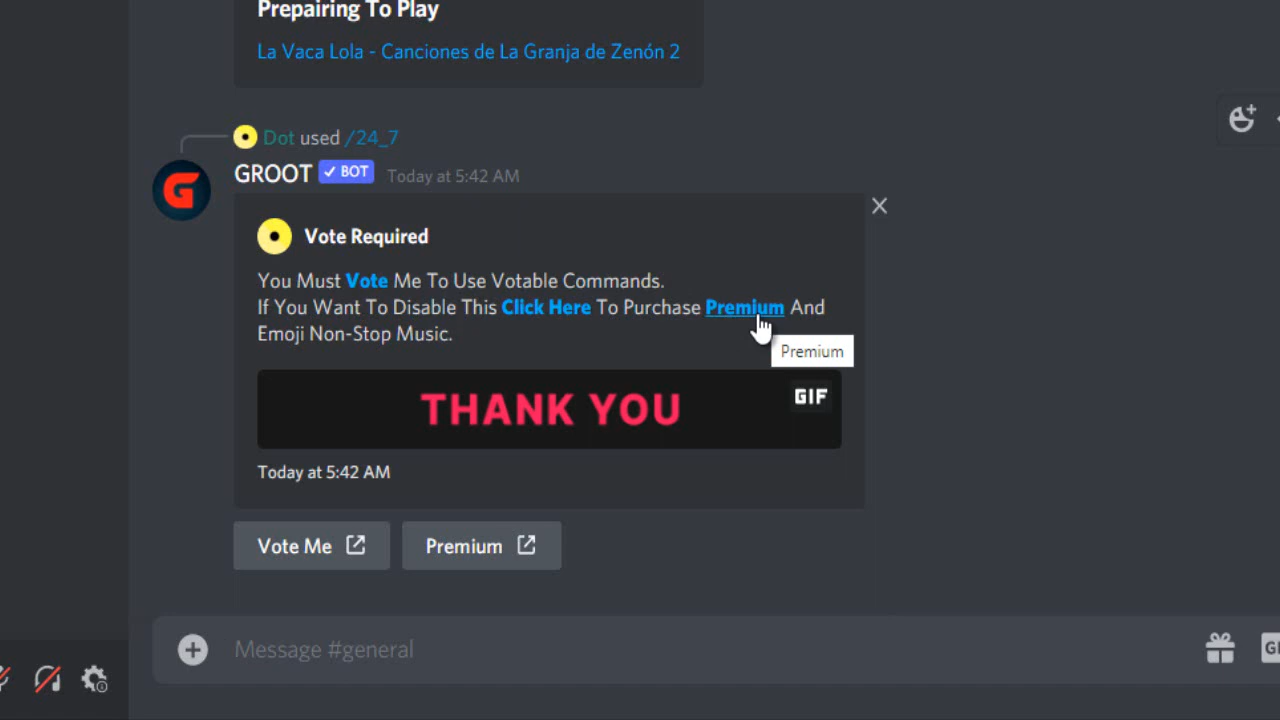 Prepairing To Play
La Vaca Lola - Canciones de La Granja de Zenón 2
Dot used /24_7
GROOT ✓ BOT Today at 5:42 AM
Vote Required
You Must Vote Me To Use Votable Commands.
If You Want To Disable This Click Here To Purchase Premium And
Emoji Non-Stop Music.
Premium
THANK YOU
GIF
Today at 5:42 AM
Vote Me
Premium
Message #general